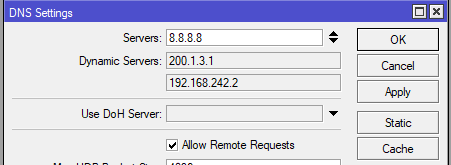 DNS Settings
Servers: 8.8.8.8
OK
Dynamic Servers: 200.1.3.1
Cancel
192.168.242.2
Apply
Use DoH Server:
Static
Allow Remote Requests
Cache